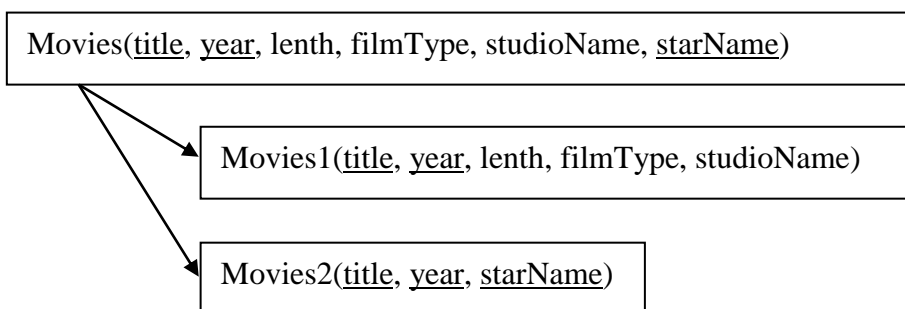 Movies(title, year, lenth, filmType, studioName, starName)
Movies1(title, year, lenth, filmType, studioName)
Movies2(title, year, starName)